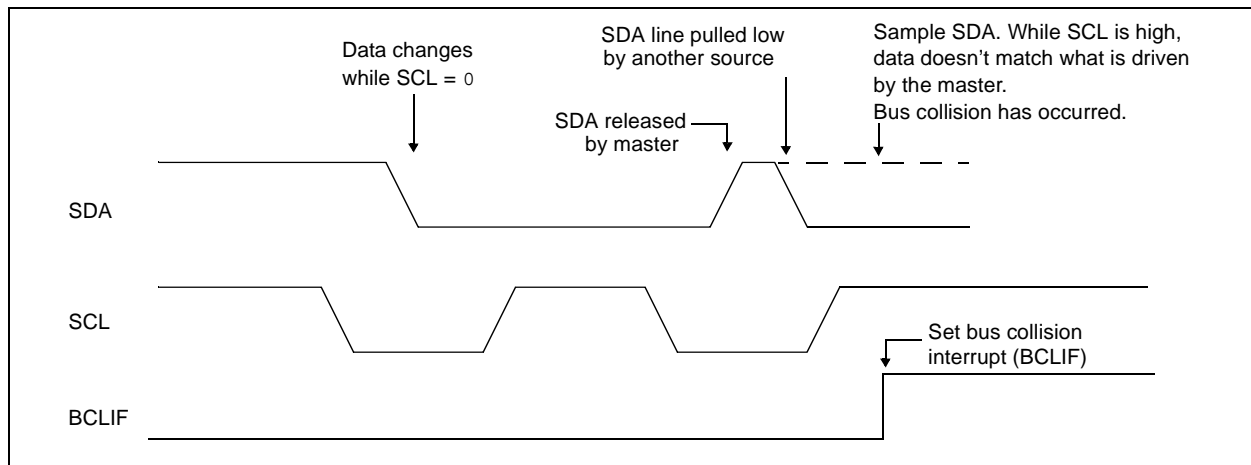 Data changes
while SCL = 0
SDA line pulled low
by another source
SDA released
by master
Sample SDA. While SCL is high,
data doesn’t match what is driven
by the master.
Bus collision has occurred.
SDA
SCL
Set bus collision
interrupt (BCLIF)
BCLIF